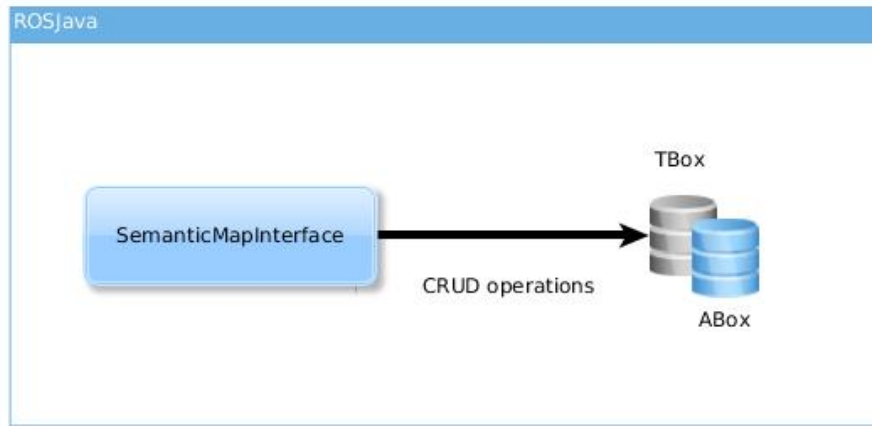 ROSJava
TBox
SemanticMapInterface
CRUD operations
ABox